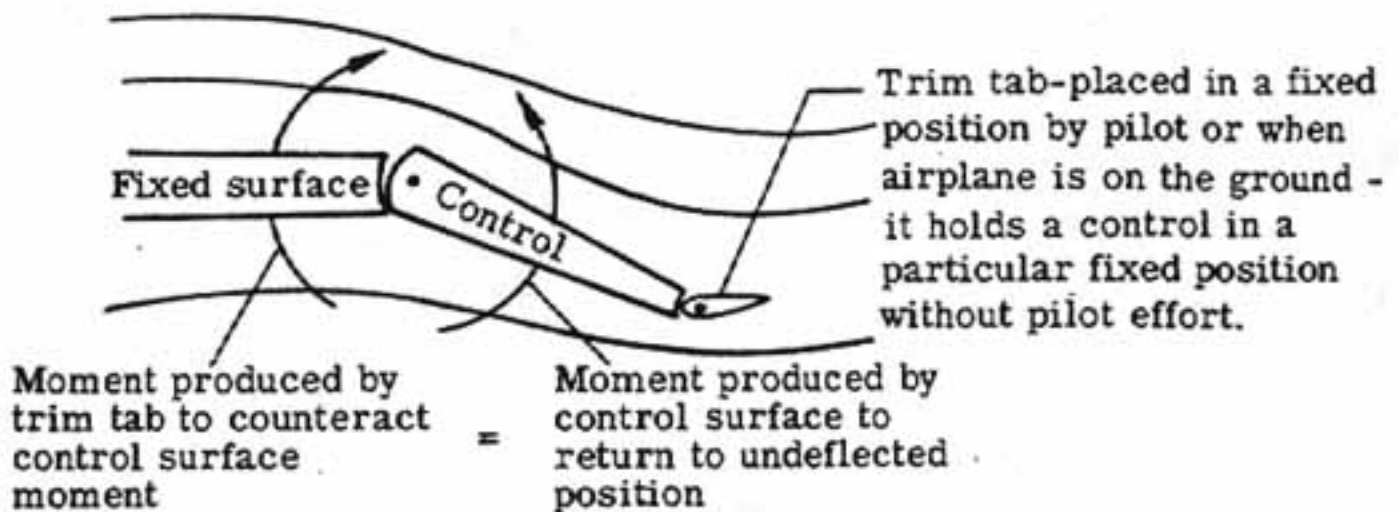 Trim tab-placed in a fixed
position by pilot or when
airplane is on the ground -
it holds a control in a
particular fixed position
without pilot effort.
Fixed surface
Control
Moment produced by
trim tab to counteract
control surface
moment
=
Moment produced by
control surface to
return to undeflected
position